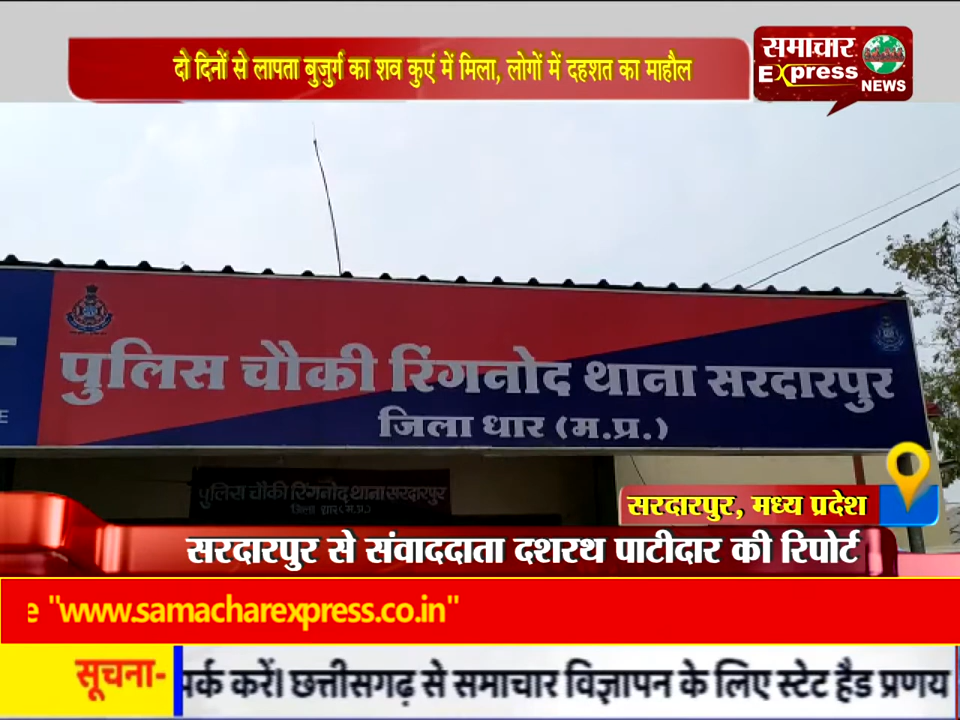 दो दिनों से लापता बुजुर्ग का शव कुएं में मिला, लोगों में दहशत का माहौल
समाचार
Express
NEWS
पुलिस चौकी रिंगनोद थाना सरदारपुर
जिला धार (म.प्र.)
E
पुलिस चौकी रिंगनोद थाना सरदारपुर
जिला धार (म.प्र.)
सरदारपुर, मध्य प्रदेश
सरदारपुर से संवाददाता दशरथ पाटीदार की रिपोर्ट
e "www.samacharexpress.co.in"
सूचना- र्क करें। छत्तीसगढ़ से समाचार विज्ञापन के लिए स्टेट हैड प्रणय